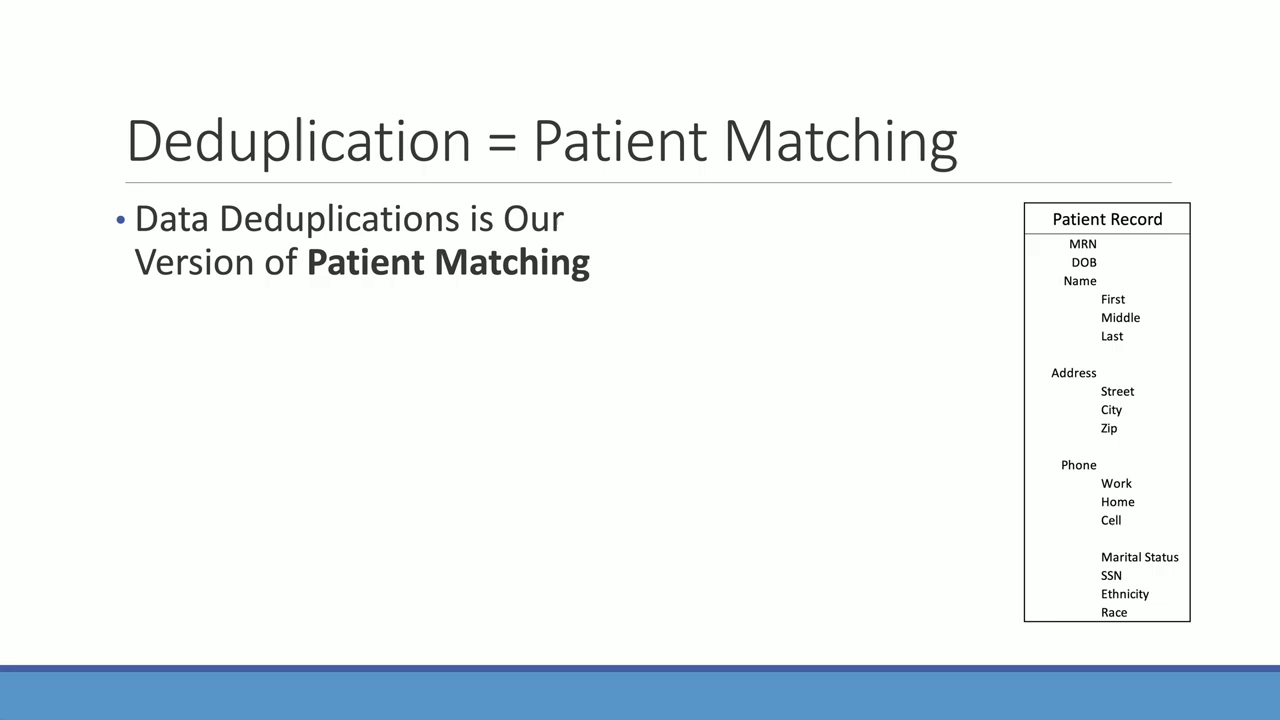 Deduplication = Patient Matching
• Data Deduplications is Our
Version of Patient Matching
Patient Record
MRN
DOB
Name
First
Middle
Last
Address
Street
City
Zip
Phone
Work
Home
Cell
Marital Status
SSN
Ethnicity
Race